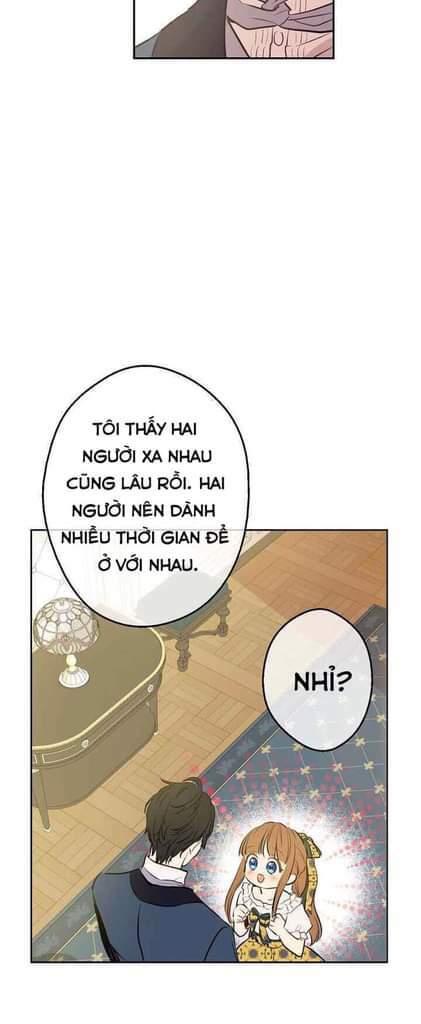 TÔI THẤY HAI
NGƯỜI XA NHAU
CŨNG LÂU RỒI. HAI
NGƯỜI NÊN DÀNH
NHIỀU THỜI GIAN ĐỂ
Ở VỚI NHAU.
NHỈ?